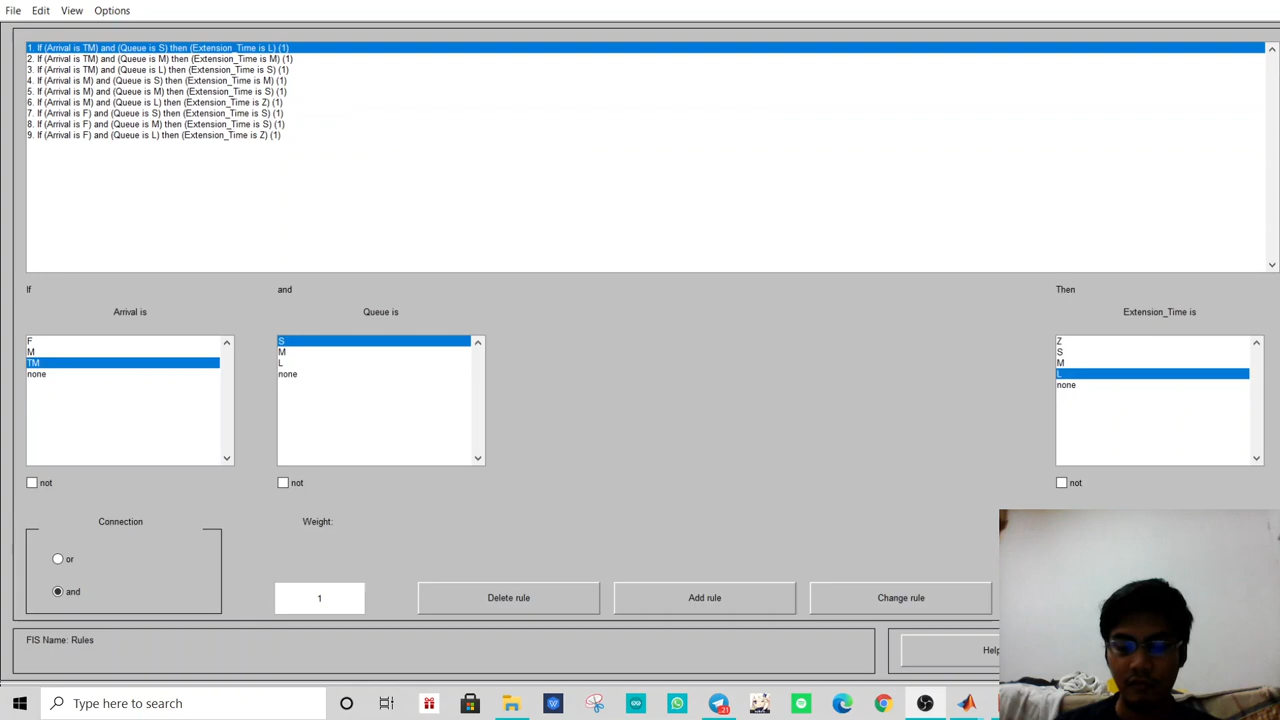 File Edit View Options
1. If (Arrival is TM) and (Queue is S) then (Extension_Time is L) (1)
2. If (Arrival is TM) and (Queue is M) then (Extension_Time is M) (1)
3. If (Arrival is TM) and (Queue is L) then (Extension_Time is S) (1)
4. If (Arrival is M) and (Queue is S) then (Extension_Time is M) (1)
5. If (Arrival is M) and (Queue is M) then (Extension_Time is S) (1)
6. If (Arrival is M) and (Queue is L) then (Extension_Time is Z) (1)
7. If (Arrival is F) and (Queue is S) then (Extension_Time is S) (1)
8. If (Arrival is F) and (Queue is M) then (Extension_Time is S) (1)
9. If (Arrival is F) and (Queue is L) then (Extension_Time is Z) (1)
If and Then
Arrival is Queue is Extension_Time is
F
M
TM
none
S
M
L
none
Z
S
M
L
none
not not not
Connection
or
and
Weight:
1
Delete rule Add rule Change rule
FIS Name: Rules
Help
Type here to search
21